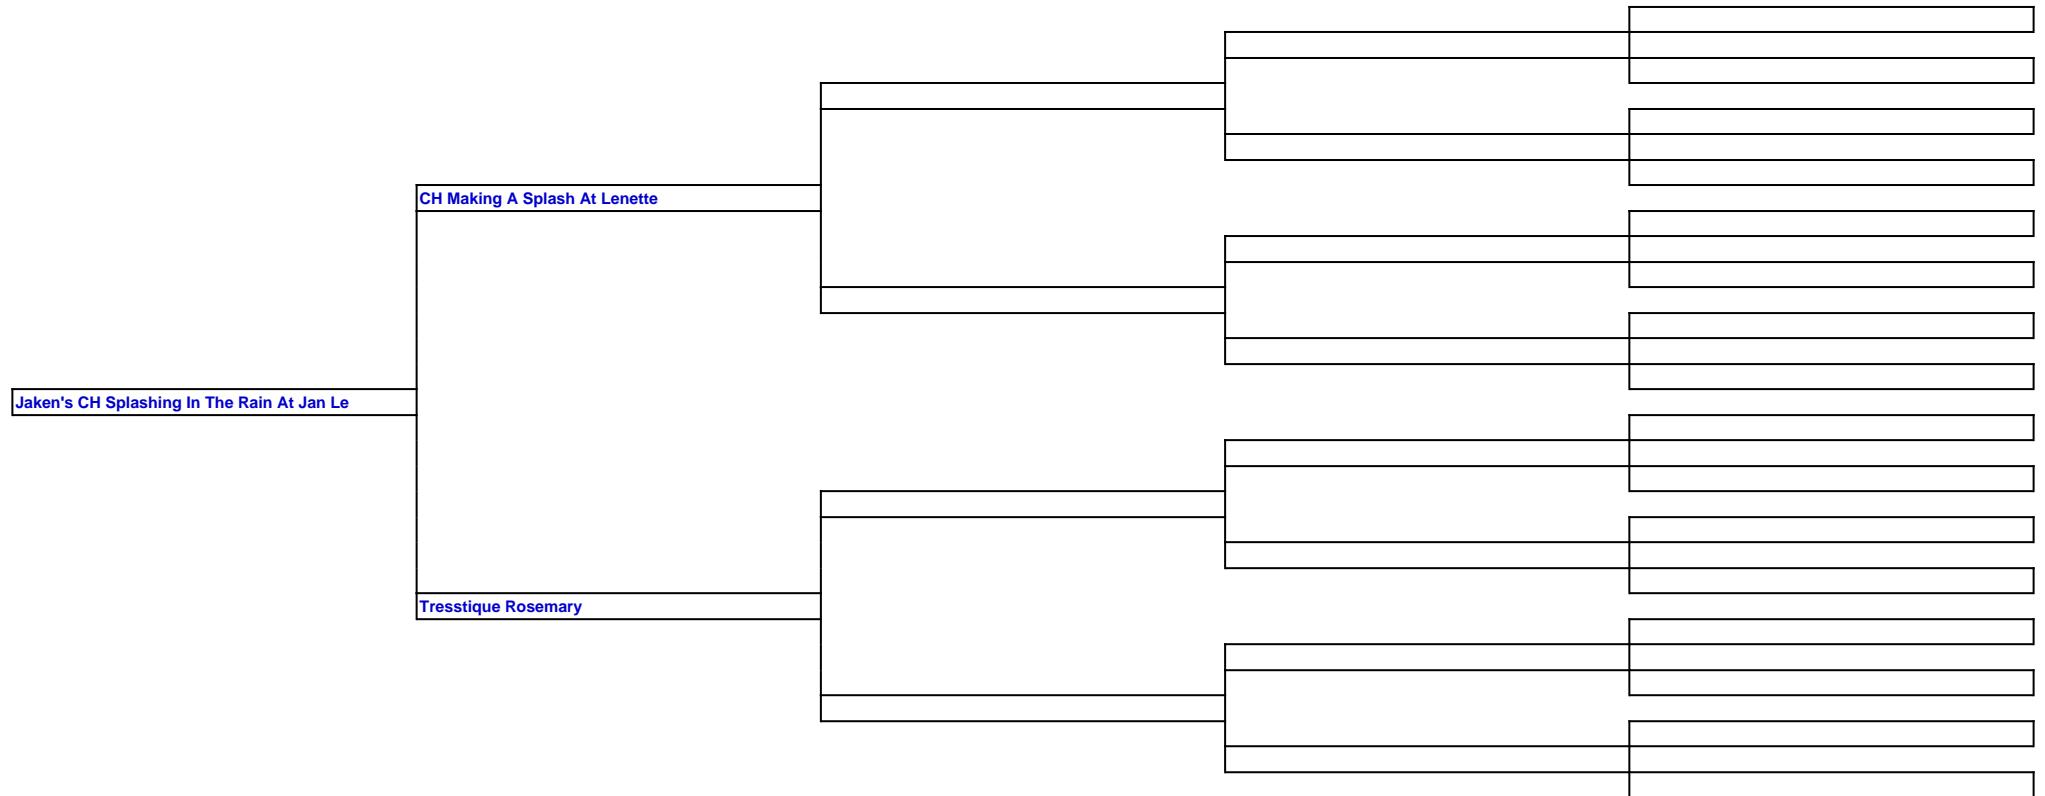 CH Making A Splash At Lenette
Jaken's CH Splashing In The Rain At Jan Le
Tresstique Rosemary